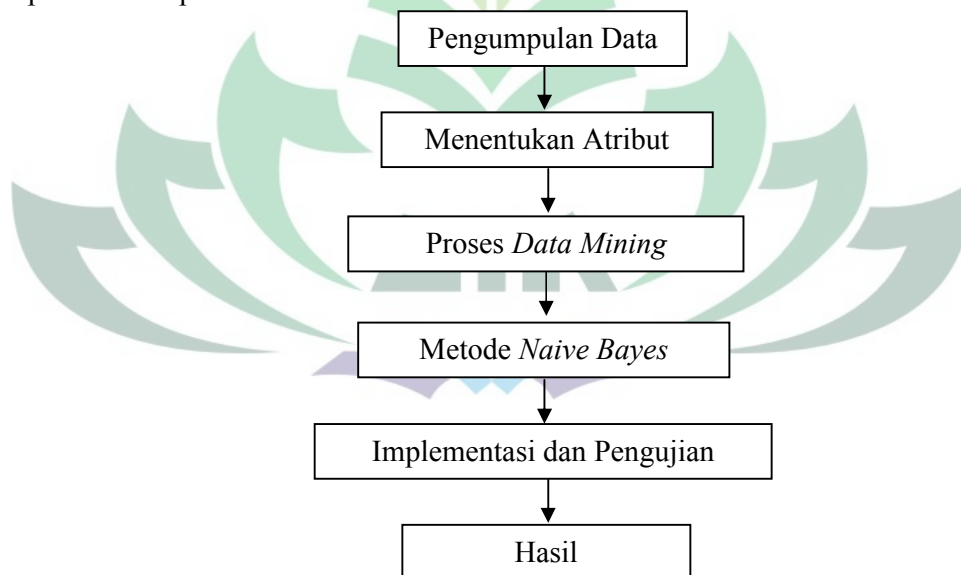 Pengumpulan Data
Menentukan Atribut
Proses Data Mining
Metode Naive Bayes
Implementasi dan Pengujian
Hasil